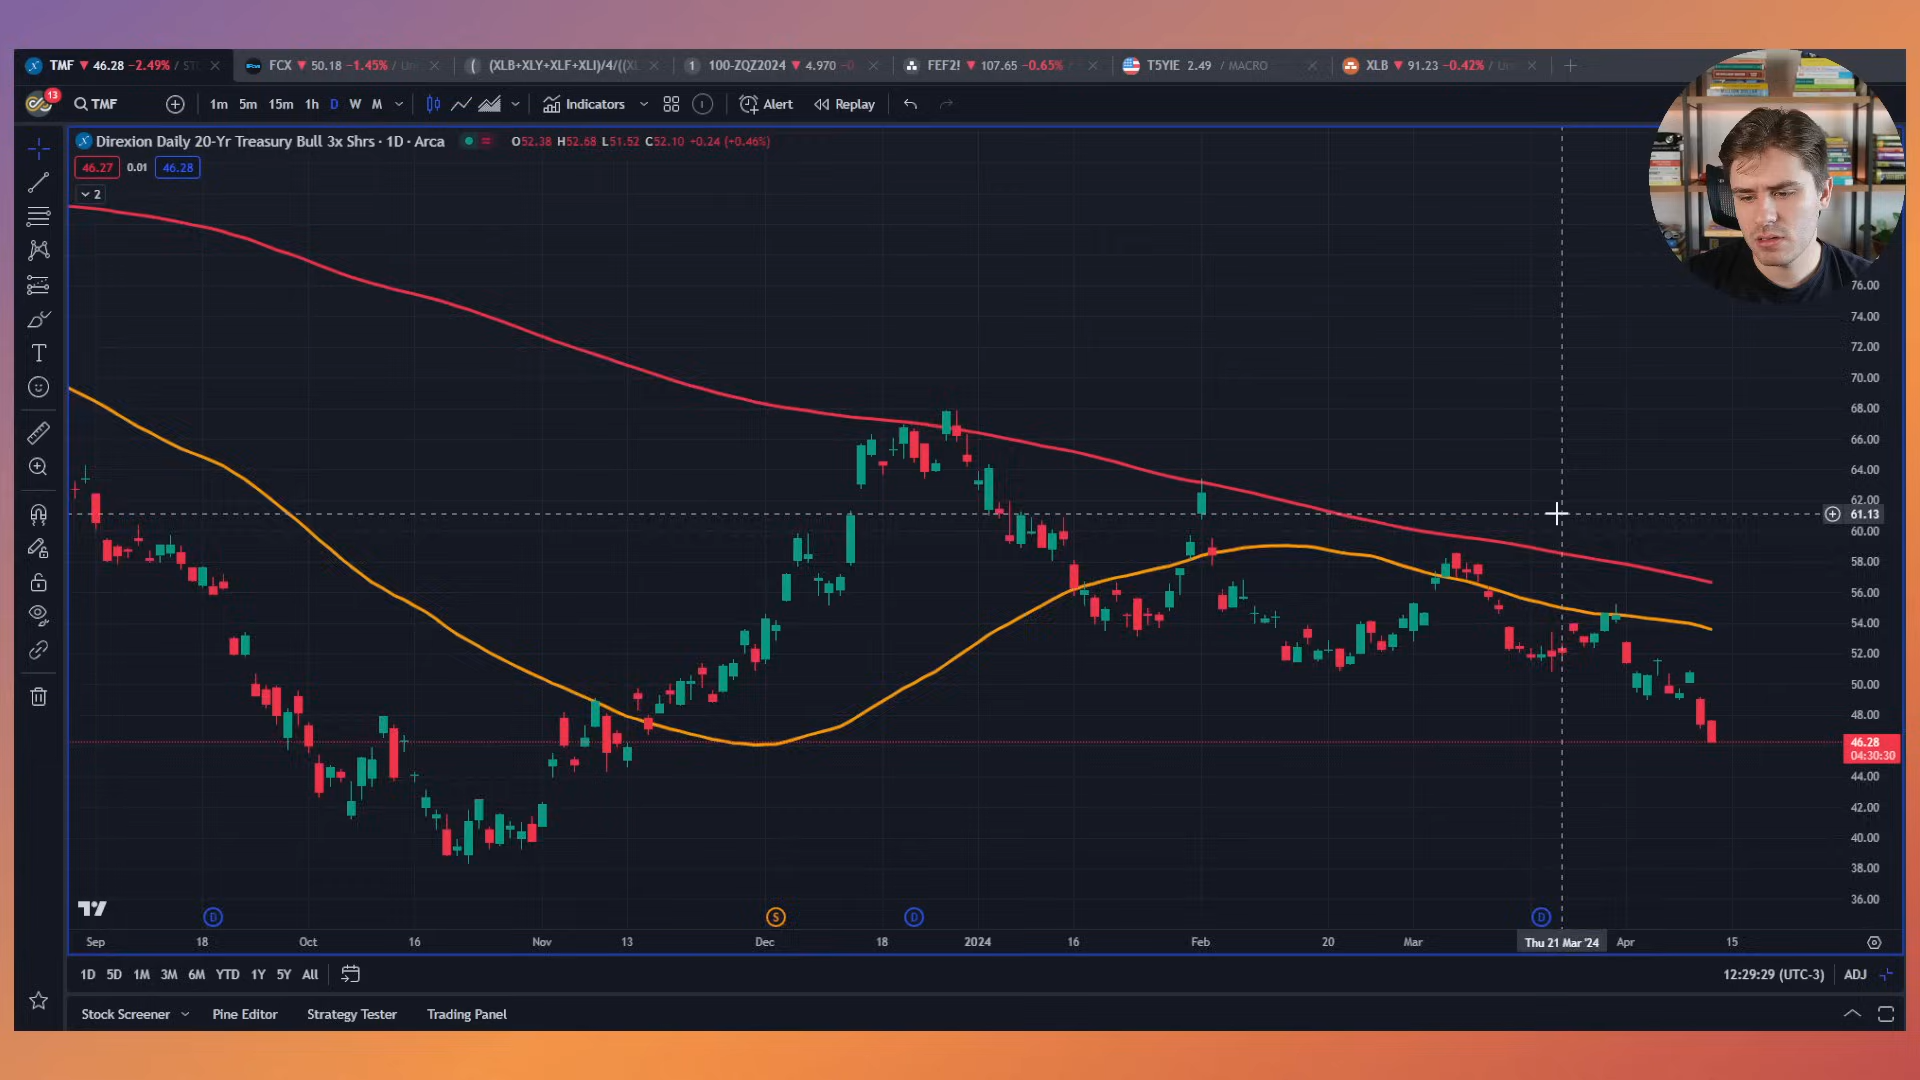 TMF 46.28 -2.49% / ST
FCX 50.18 -1.45% / Un
(XLB+XLY+XLF+XLI)/4/((XL
1 100-ZQZ2024 4.970 -0
FEF2! 107.65 -0.65%
T5YIE 2.49 / MACRO
XLB 91.23 -0.42% / Un
13
TMF
1m 5m 15m 1h D W M
Indicators
Alert
Replay
Direxion Daily 20-Yr Treasury Bull 3x Shrs · 1D · Arca
O52.38 H52.68 L51.52 C52.10 +0.24 (+0.46%)
46.27 0.01 46.28
2
76.00
74.00
72.00
70.00
68.00
66.00
64.00
62.00
61.13
60.00
58.00
56.00
54.00
52.00
50.00
48.00
46.28
04:30:30
44.00
42.00
40.00
38.00
36.00
D S D D
Sep 18 Oct 16 Nov 13 Dec 18 2024 16 Feb 20 Mar Thu 21 Mar '24 Apr 15
1D 5D 1M 3M 6M YTD 1Y 5Y All
12:29:29 (UTC-3) ADJ
Stock Screener Pine Editor Strategy Tester Trading Panel